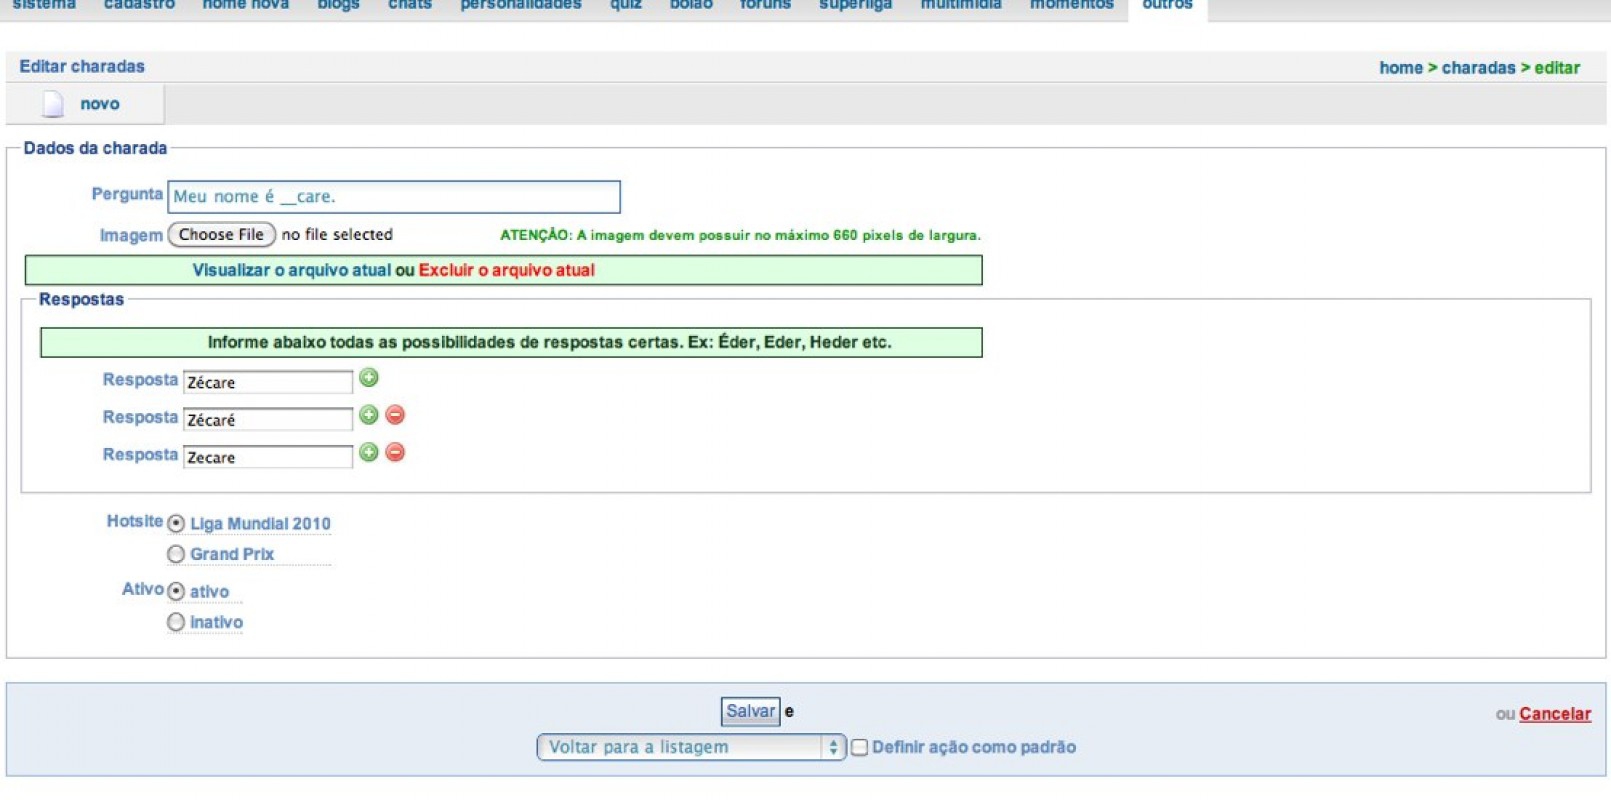 sistema cadastro home nova blogs chats personalidades quiz bolão fóruns superliga multimídia momentos outros
Editar charadas
home > charadas > editar
novo
Dados da charada
Pergunta Meu nome é __care.
Imagem Choose File no file selected ATENÇÃO: A imagem devem possuir no máximo 660 pixels de largura.
Visualizar o arquivo atual ou Excluir o arquivo atual
Respostas
Informe abaixo todas as possibilidades de respostas certas. Ex: Éder, Eder, Heder etc.
Resposta Zécare
Resposta Zécaré
Resposta Zecare
Hotsite Liga Mundial 2010
Grand Prix
Ativo ativo
inativo
Salvar e
ou Cancelar
Voltar para a listagem Definir ação como padrão